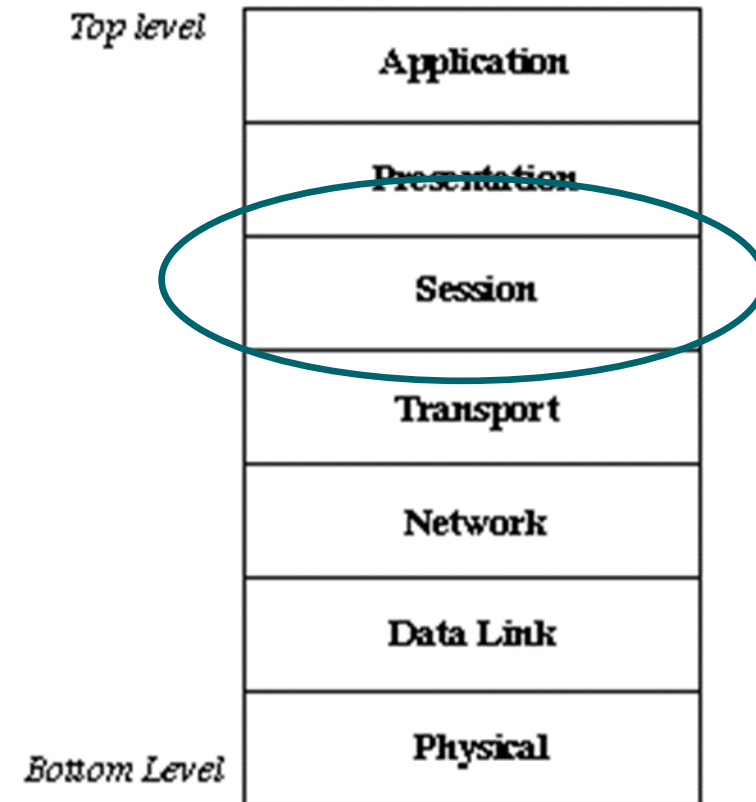 Top level
Application
Presentation
Session
Transport
Network
Data Link
Physical
Bottom Level